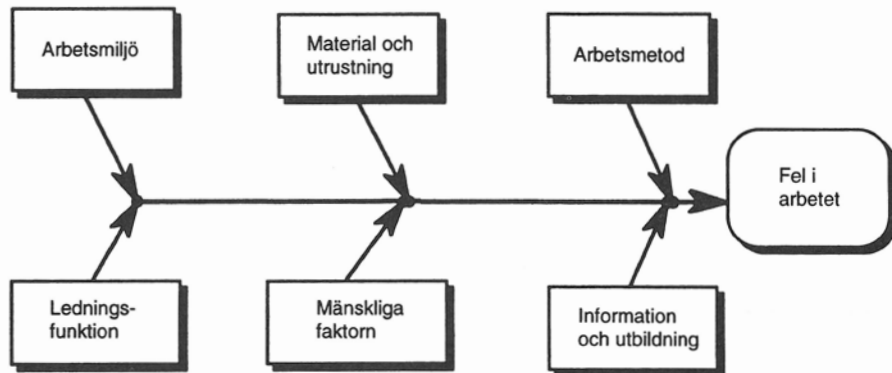 Arbetsmiljö
Material och
utrustning
Arbetsmetod
Fel i
arbetet
Lednings-
funktion
Mänskliga
faktorn
Information
och utbildning